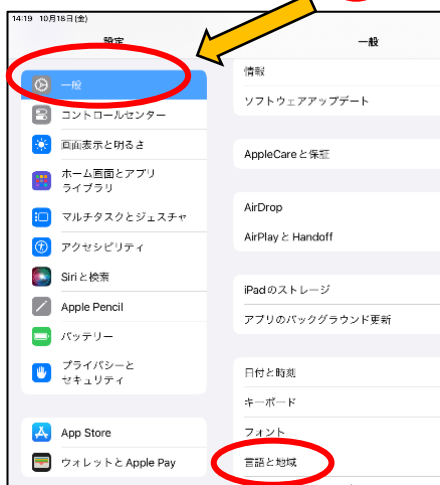 14:19 10月18日(金)
設定
一般
コントロールセンター
画面表示と明るさ
ホーム画面とアプリ
ライブラリ
マルチタスクとジェスチャ
アクセシビリティ
Siriと検索
Apple Pencil
バッテリー
プライバシーと
セキュリティ
App Store
ウォレットとApple Pay
一般
情報
ソフトウェアアップデート
AppleCareと保証
AirDrop
AirPlayとHandoff
iPadのストレージ
アプリのバックグラウンド更新
日付と時刻
キーボード
フォント
言語と地域